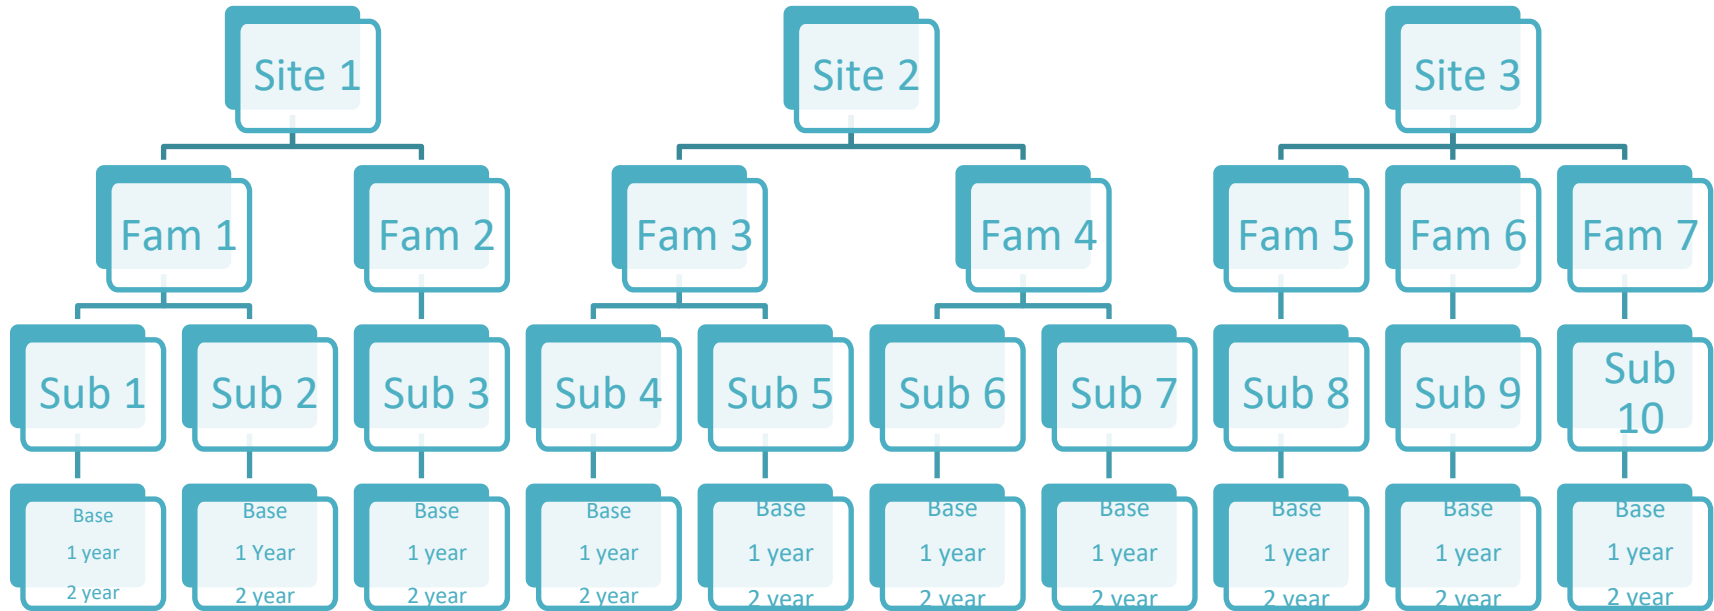 Site 1
Site 2
Site 3
Fam 1
Fam 2
Fam 3
Fam 4
Fam 5
Fam 6
Fam 7
Sub 1
Sub 2
Sub 3
Sub 4
Sub 5
Sub 6
Sub 7
Sub 8
Sub 9
Sub
10
Base
1 year
2 year
Base
1 Year
2 year
Base
1 year
2 year
Base
1 year
2 year
Base
1 year
2 year
Base
1 year
2 year
Base
1 year
2 year
Base
1 year
2 year
Base
1 year
2 year
Base
1 year
2 year